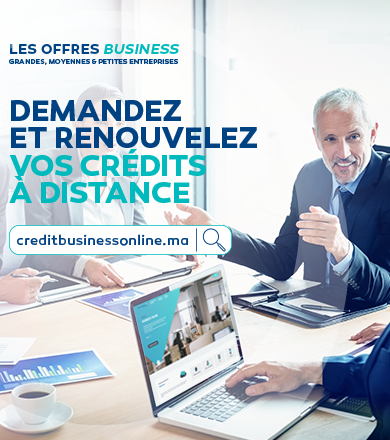 LES OFFRES BUSINESS
GRANDES, MOYENNES & PETITES ENTREPRISES
DEMANDEZ
ET RENOUVELEZ
VOS CRÉDITS
À DISTANCE
creditbusinessonline.ma